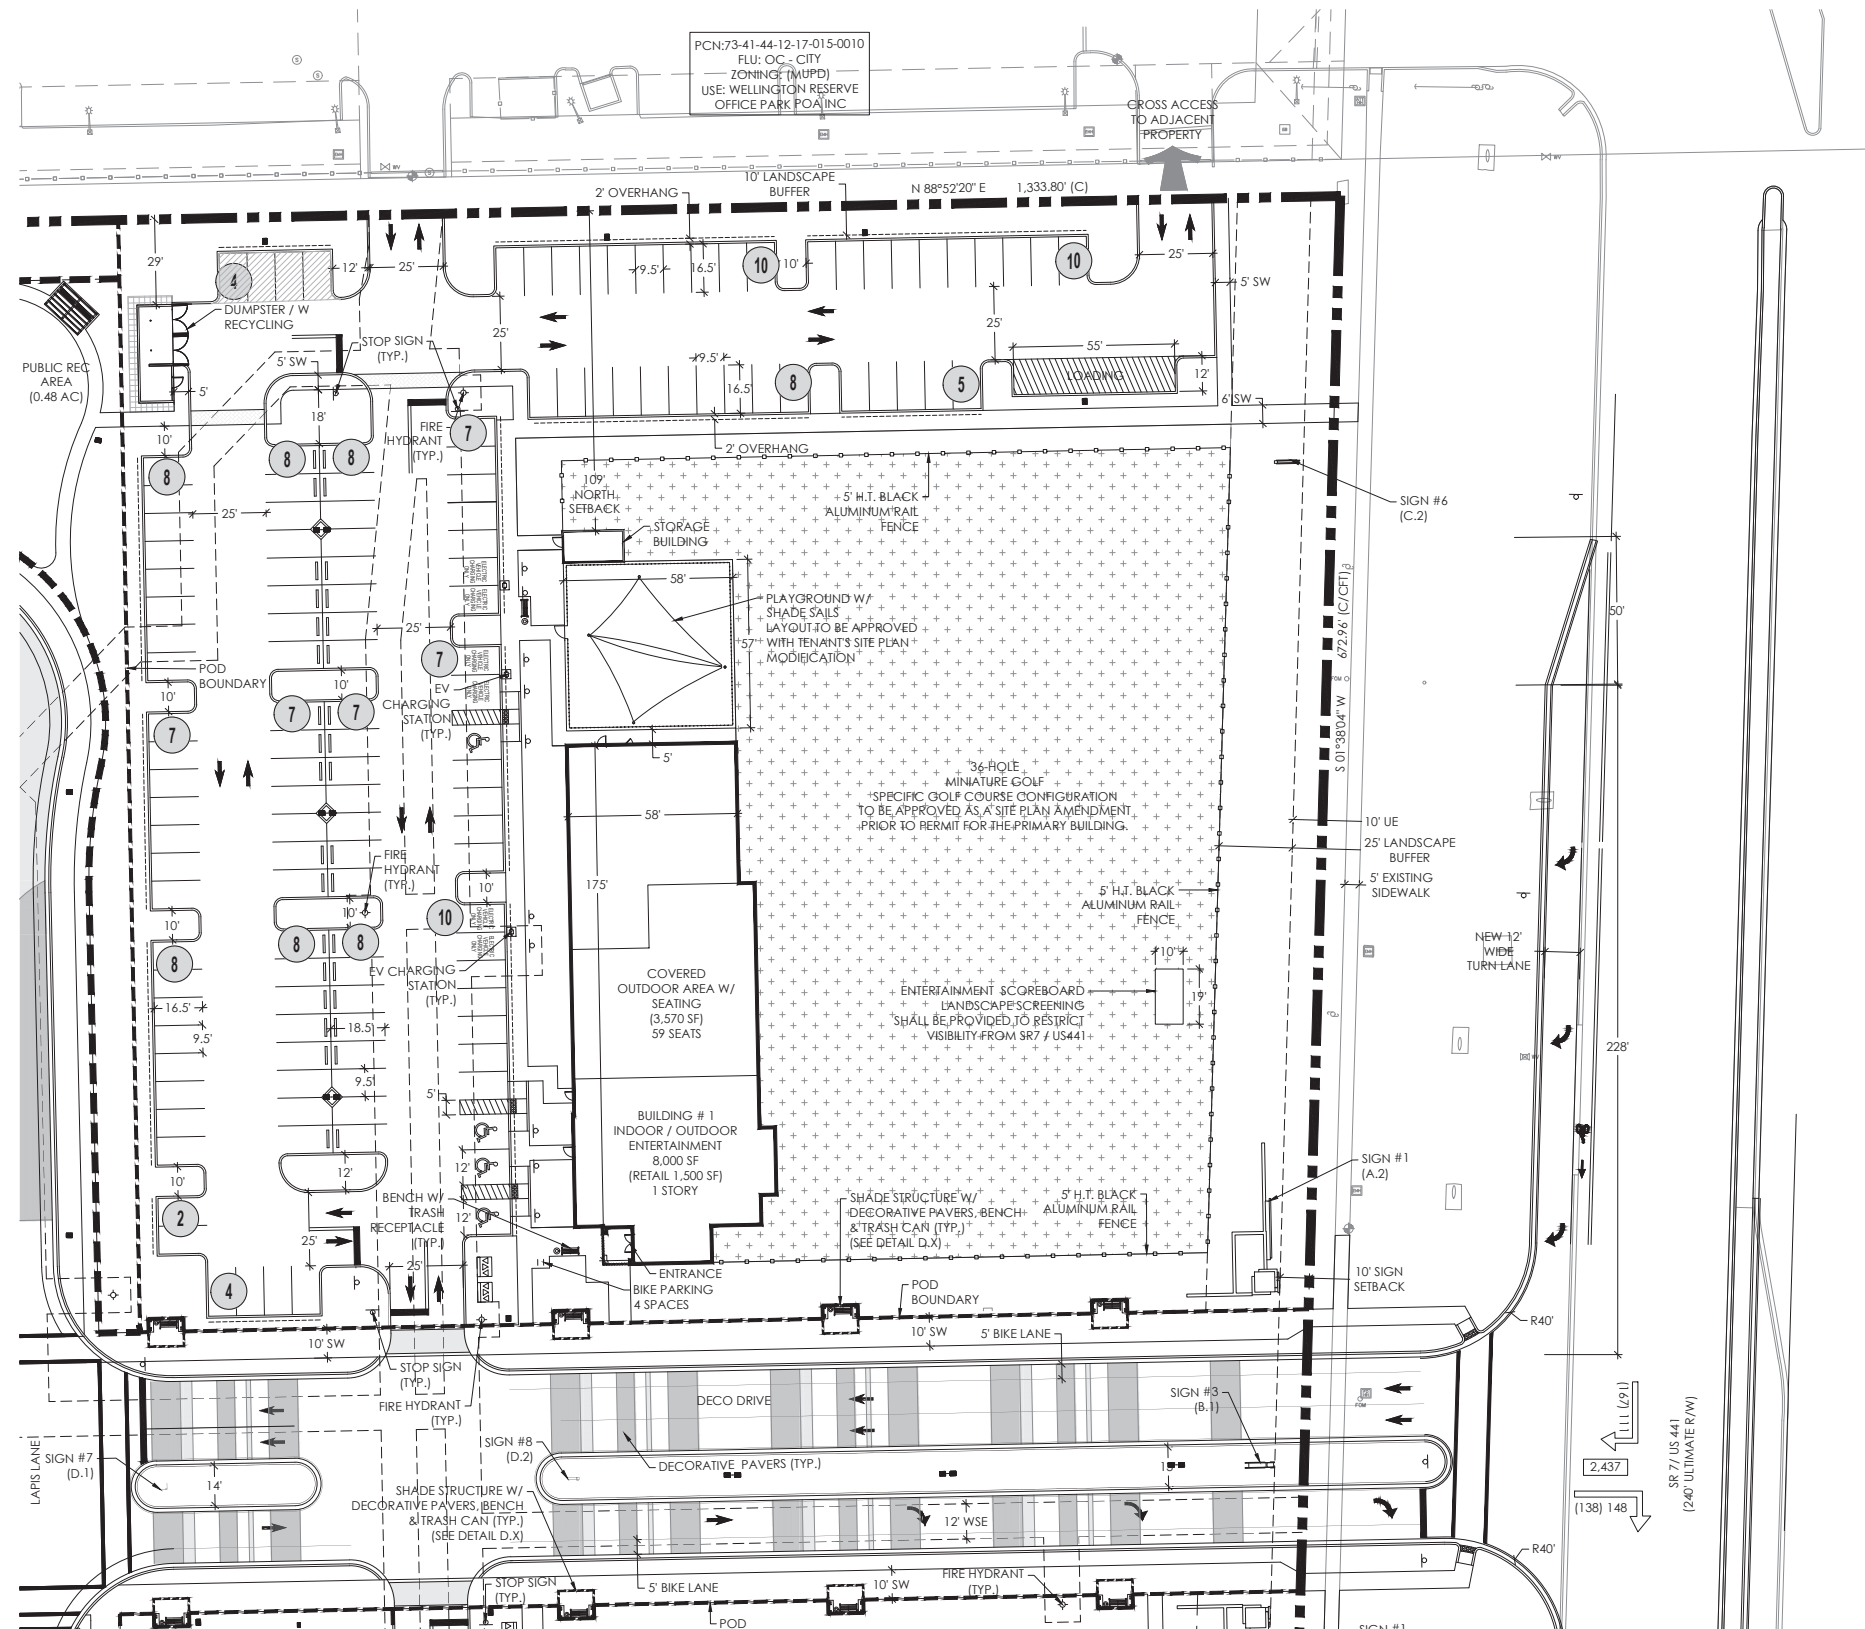 PCN:73-41-44-12-17-015-0010
FLU: OC - CITY
ZONING: (MUPD)
USE: WELLINGTON RESERVE
OFFICE PARK POA INC
CROSS ACCESS
TO ADJACENT
PROPERTY
10' LANDSCAPE
BUFFER
2' OVERHANG
N 88°52'20" E 1,333.80' (C)
29'
12'
25'
9.5'
16.5'
10
10'
10
25'
5' SW
4
DUMPSTER / W
RECYCLING
STOP SIGN
(TYP.)
25'
25'
5' SW
PUBLIC REC
AREA
(0.48 AC)
5'
9.5'
16.5'
8
5
55'
LOADING
12'
6' SW
18'
10'
FIRE
HYDRANT
(TYP.)
7
2' OVERHANG
8
8
8
109'
NORTH
SETBACK
5' H.T. BLACK
ALUMINUM RAIL
FENCE
SIGN #6
(C.2)
25'
STORAGE
BUILDING
58'
ELECTRIC
VEHICLE
CHARGING
ONLY
ELECTRIC
VEHICLE
CHARGING
ONLY
PLAYGROUND W/
SHADE SAILS
LAYOUT TO BE APPROVED
WITH TENANT'S SITE PLAN
MODIFICATION
57'
50'
S 01°38'04" W 672.96' (C/CFT)
25'
7
POD
BOUNDARY
10'
10'
EV
CHARGING
STATION
(TYP.)
7
7
7
5'
36-HOLE
MINIATURE GOLF
SPECIFIC GOLF COURSE CONFIGURATION
TO BE APPROVED AS A SITE PLAN AMENDMENT
PRIOR TO PERMIT FOR THE PRIMARY BUILDING.
58'
10' UE
25' LANDSCAPE
BUFFER
5' EXISTING
SIDEWALK
FIRE
HYDRANT
(TYP.)
175'
10'
5' H.T. BLACK
ALUMINUM RAIL
FENCE
10'
10'
10
8
8
8
NEW 12'
WIDE
TURN LANE
EV CHARGING
STATION
(TYP.)
COVERED
OUTDOOR AREA W/
SEATING
(3,570 SF)
59 SEATS
10'
19'
ENTERTAINMENT SCOREBOARD
LANDSCAPE SCREENING
SHALL BE PROVIDED TO RESTRICT
VISIBILITY FROM SR7 / US441
16.5'
9.5'
18.5'
228'
9.5'
5'
BUILDING # 1
INDOOR / OUTDOOR
ENTERTAINMENT
8,000 SF
(RETAIL 1,500 SF)
1 STORY
SIGN #1
(A.2)
12'
12'
10'
12'
2
BENCH W/
TRASH
RECEPTACLE
(TYP.)
SHADE STRUCTURE W/
DECORATIVE PAVERS, BENCH
& TRASH CAN (TYP.)
(SEE DETAIL D.X)
5' H.T. BLACK
ALUMINUM RAIL
FENCE
25'
25'
4
ENTRANCE
BIKE PARKING
4 SPACES
POD
BOUNDARY
10' SIGN
SETBACK
R40'
10' SW
10' SW
5' BIKE LANE
STOP SIGN
(TYP.)
FIRE HYDRANT
(TYP.)
DECO DRIVE
SIGN #3
(B.1)
(167) 111
SR 7/ US 441
(240' ULTIMATE R/W)
LAPIS LANE
SIGN #7
(D.1)
SIGN #8
(D.2)
DECORATIVE PAVERS (TYP.)
2,437
14'
SHADE STRUCTURE W/
DECORATIVE PAVERS, BENCH
& TRASH CAN (TYP.)
(SEE DETAIL D.X)
12' WSE
(138) 148
R40'
STOP SIGN
(TYP.)
5' BIKE LANE
10' SW
FIRE HYDRANT
(TYP.)
POD
SIGN #1